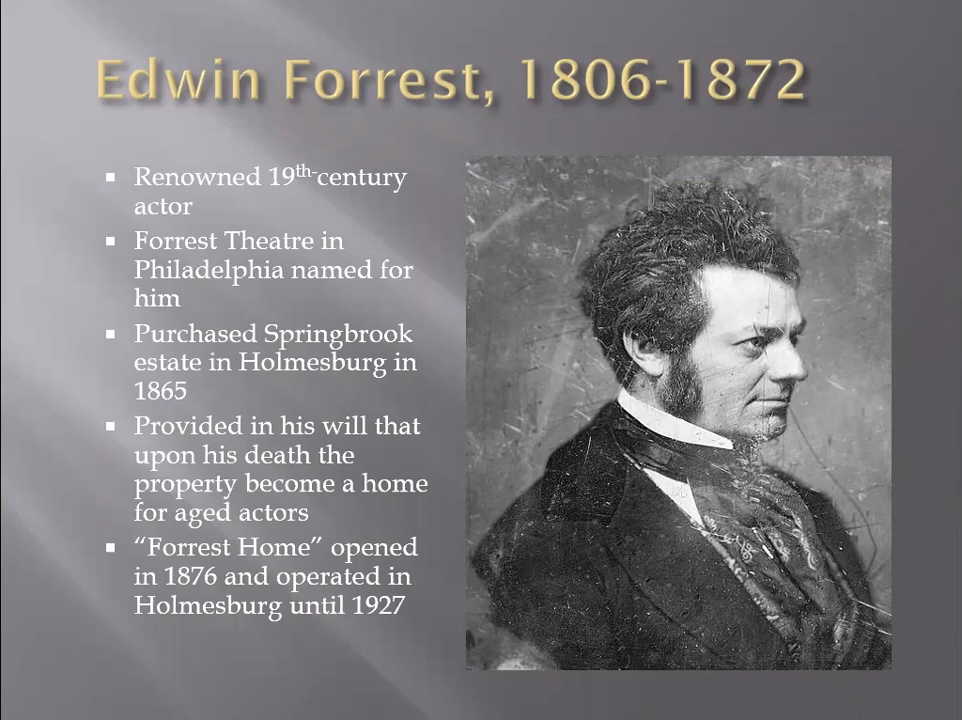 Edwin Forrest, 1806-1872
▪ Renowned 19th-century
actor
▪ Forrest Theatre in
Philadelphia named for
him
▪ Purchased Springbrook
estate in Holmesburg in
1865
▪ Provided in his will that
upon his death the
property become a home
for aged actors
▪ “Forrest Home” opened
in 1876 and operated in
Holmesburg until 1927